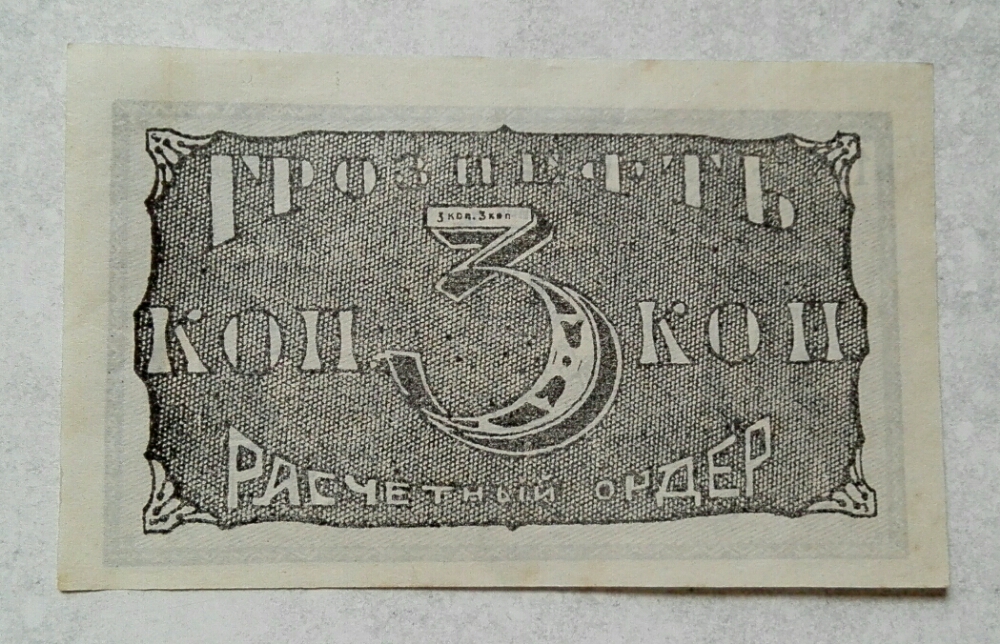 ГРОЗНЕФТЬ
3 коп. 3 коп
3
КОП. КОП
РАСЧЕТНЫЙ ОРДЕР